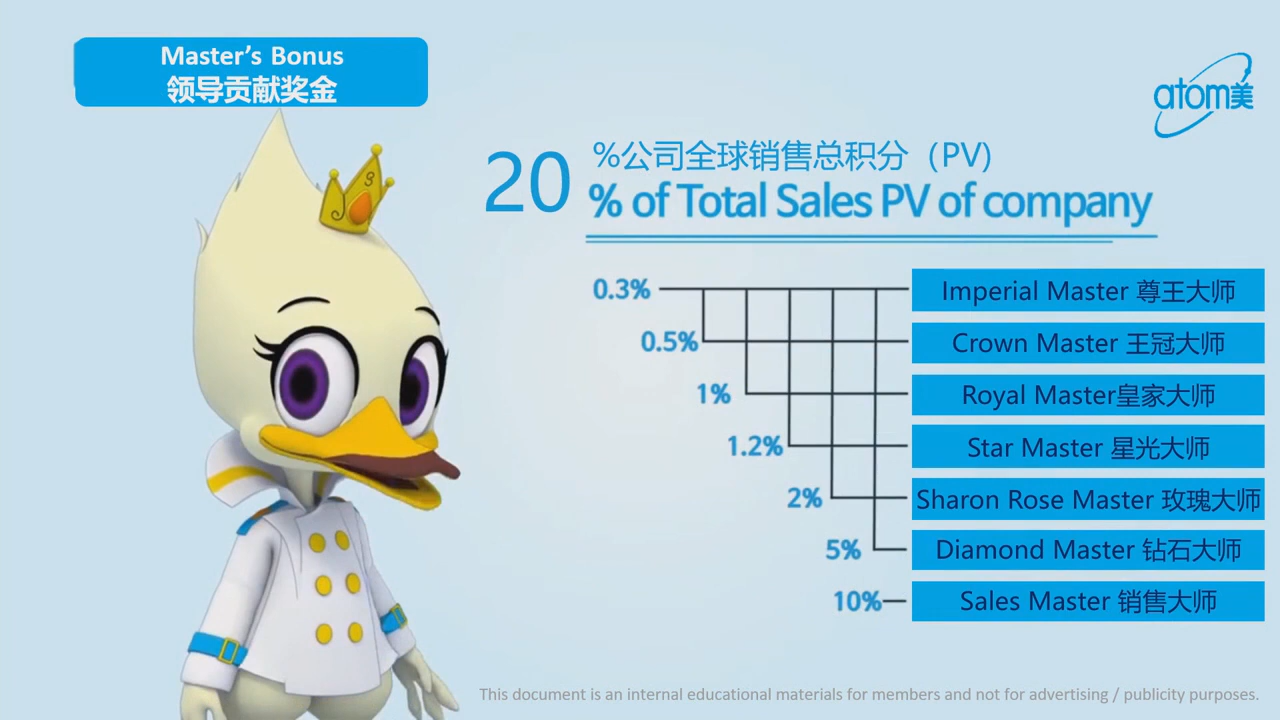 Master’s Bonus
领导贡献奖金
atom美
20
%公司全球销售总积分（PV)
% of Total Sales PV of company
0.3%
Imperial Master 尊王大师
0.5%
Crown Master 王冠大师
1%
Royal Master皇家大师
1.2%
Star Master 星光大师
2%
Sharon Rose Master 玫瑰大师
5%
Diamond Master 钻石大师
10%
Sales Master 销售大师
This document is an internal educational materials for members and not for advertising / publicity purposes.